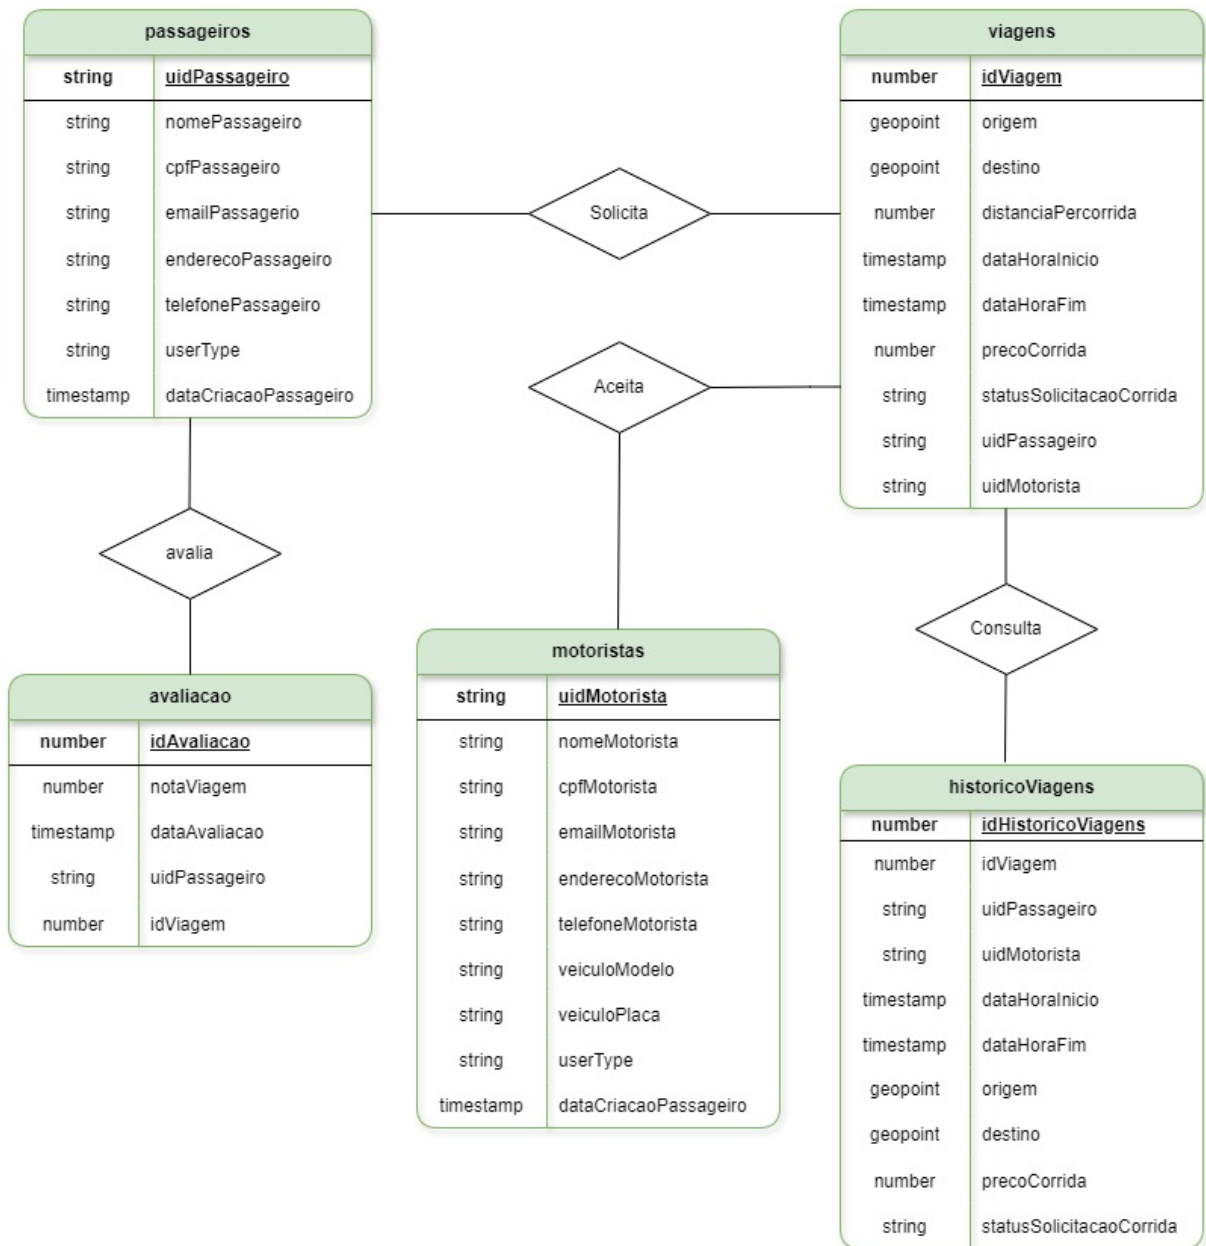 passageiros
string uidPassageiro
string nomePassageiro
string cpfPassageiro
string emailPassagerio
string enderecoPassageiro
string telefonePassageiro
string userType
timestamp dataCriacaoPassageiro
Solicita
viagens
number idViagem
geopoint origem
geopoint destino
number distanciaPercorrida
timestamp dataHoraInicio
timestamp dataHoraFim
number precoCorrida
string statusSolicitacaoCorrida
string uidPassageiro
string uidMotorista
Aceita
avalia
Consulta
avaliacao
number idAvaliacao
number notaViagem
timestamp dataAvaliacao
string uidPassageiro
number idViagem
motoristas
string uidMotorista
string nomeMotorista
string cpfMotorista
string emailMotorista
string enderecoMotorista
string telefoneMotorista
string veiculoModelo
string veiculoPlaca
string userType
timestamp dataCriacaoPassageiro
historicoViagens
number idHistoricoViagens
number idViagem
string uidPassageiro
string uidMotorista
timestamp dataHoraInicio
timestamp dataHoraFim
geopoint origem
geopoint destino
number precoCorrida
string statusSolicitacaoCorrida